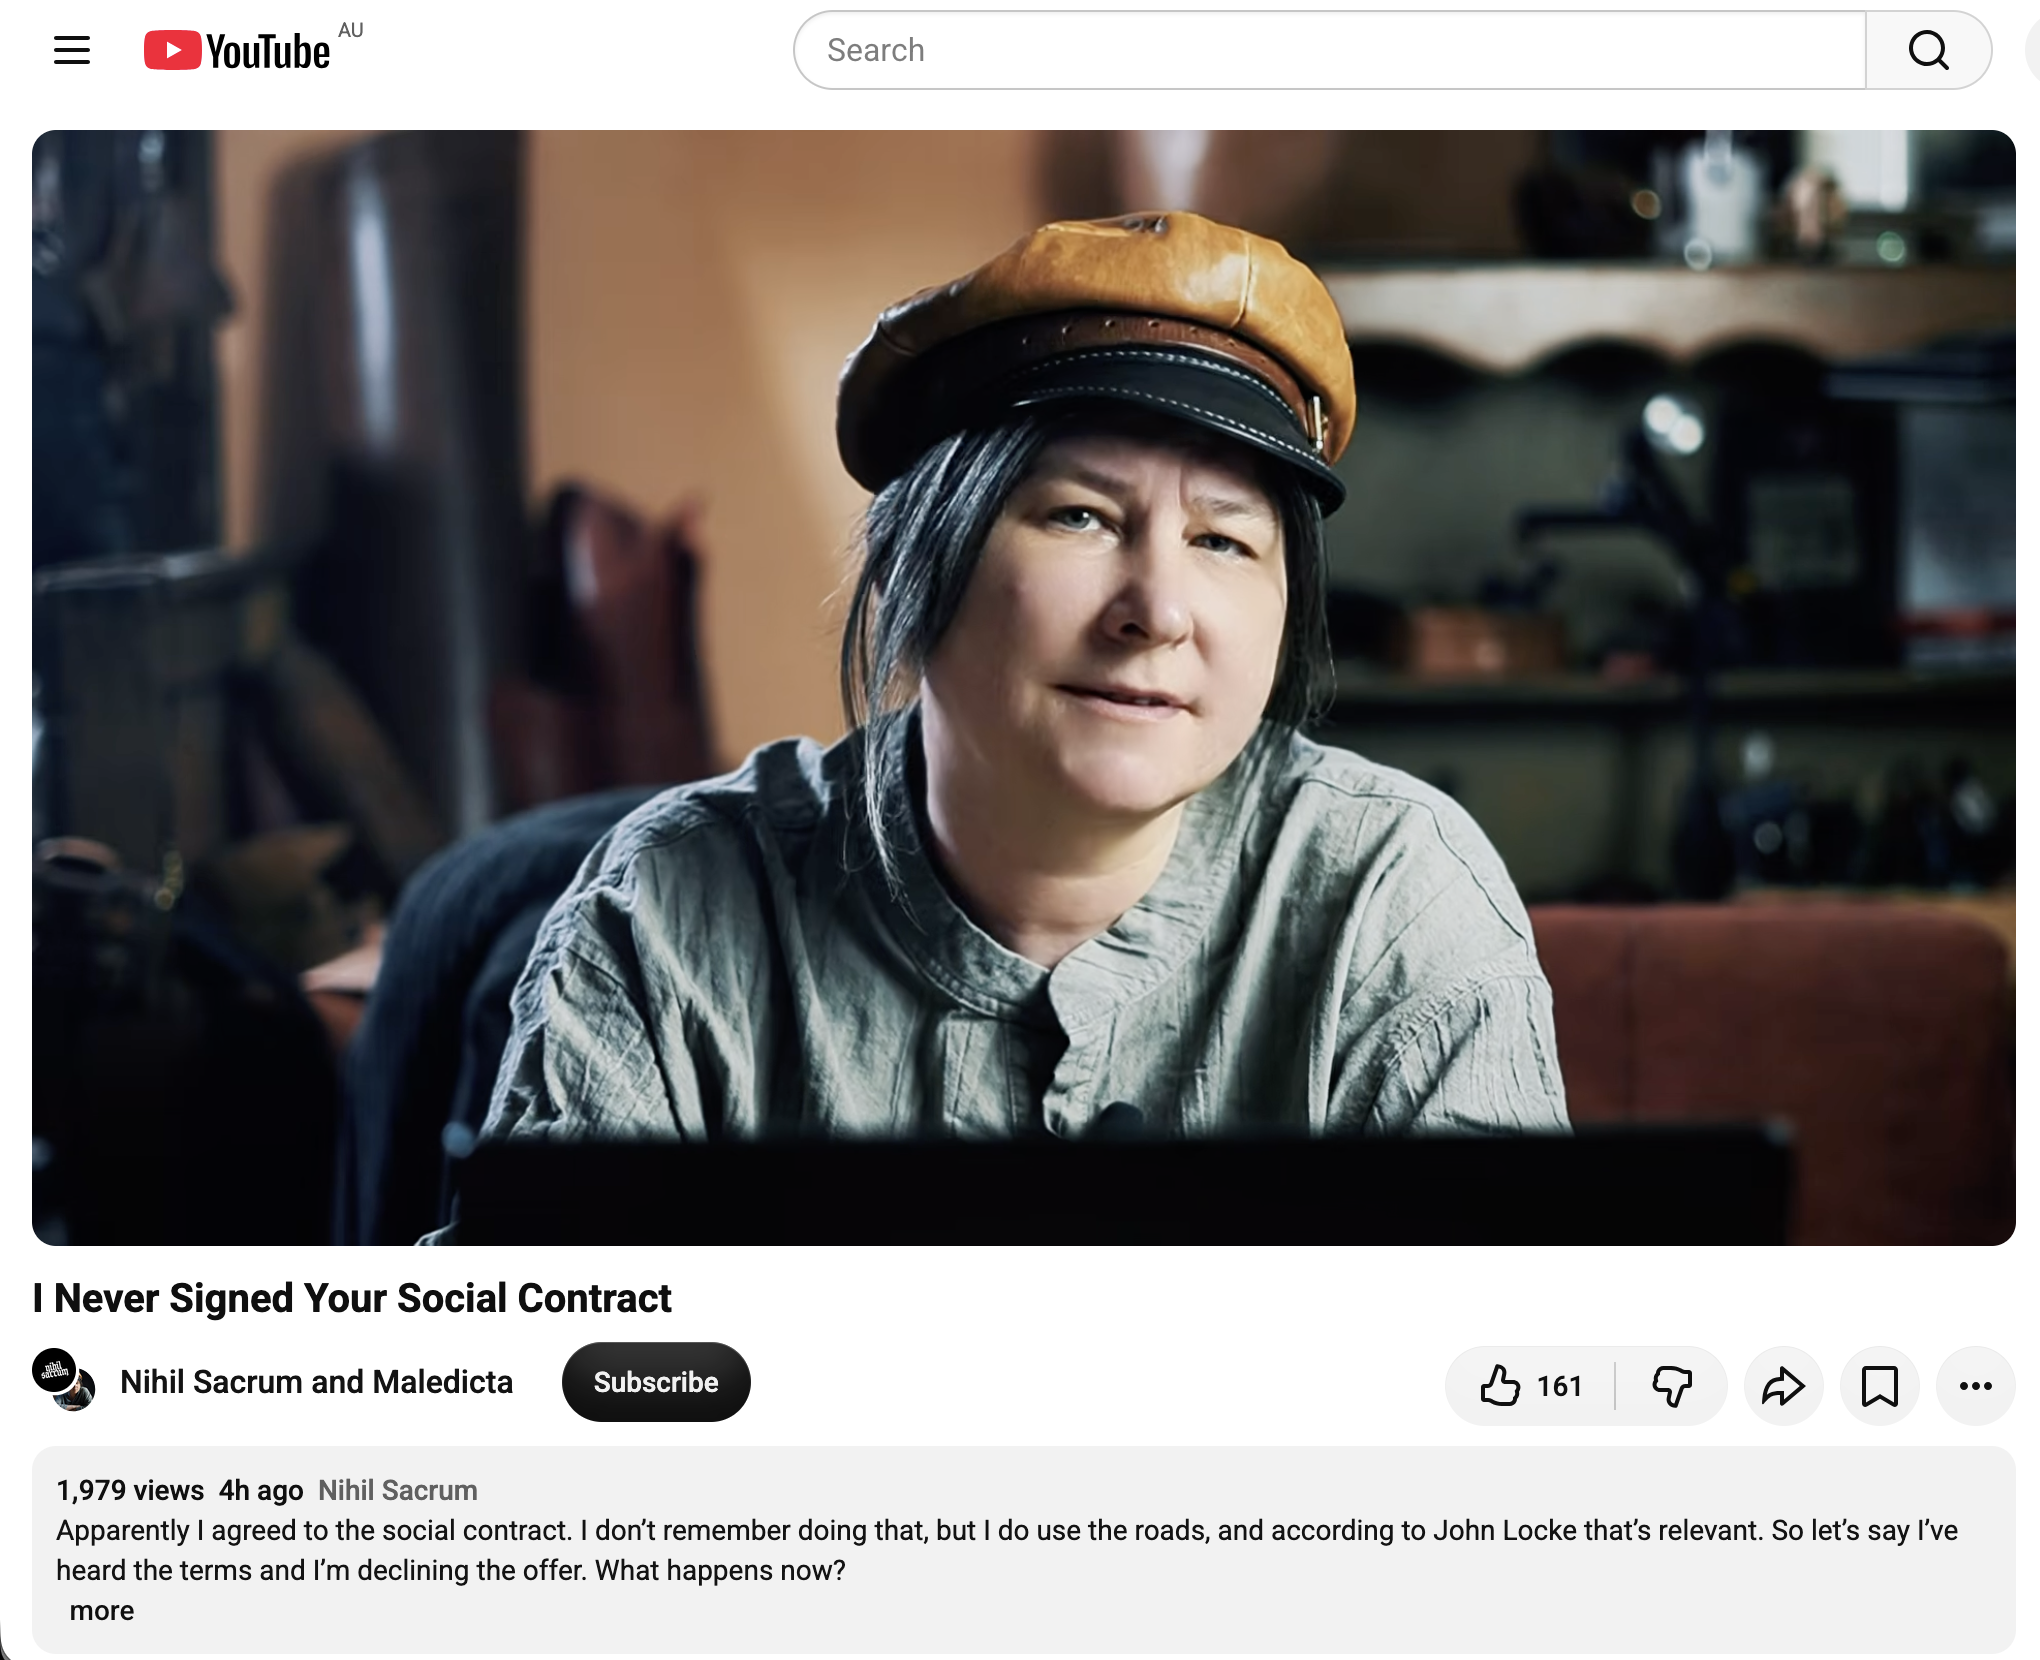 YouTube AU
Search
I Never Signed Your Social Contract
nihil sacrum
Nihil Sacrum and Maledicta
Subscribe
161
1,979 views 4h ago Nihil Sacrum
Apparently I agreed to the social contract. I don’t remember doing that, but I do use the roads, and according to John Locke that’s relevant. So let’s say I’ve
heard the terms and I’m declining the offer. What happens now?
more